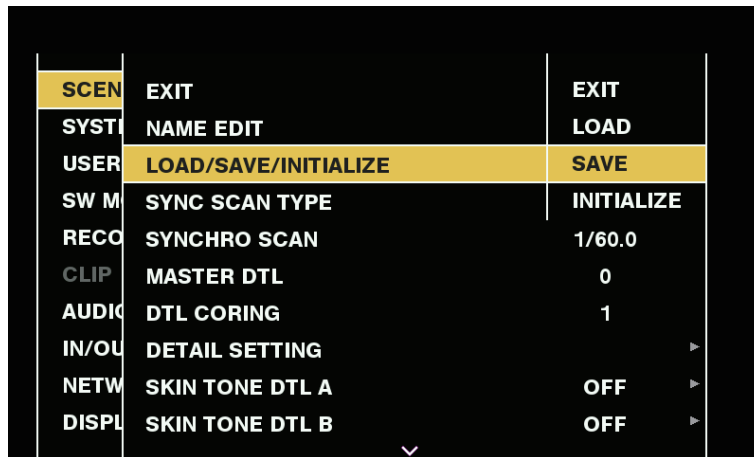 SCEN EXIT EXIT
SYSTI NAME EDIT LOAD
USER LOAD/SAVE/INITIALIZE SAVE
SW M SYNC SCAN TYPE INITIALIZE
RECO SYNCHRO SCAN 1/60.0
CLIP MASTER DTL 0
AUDIO DTL CORING 1
IN/OU DETAIL SETTING
NETW SKIN TONE DTL A OFF
DISPL SKIN TONE DTL B OFF